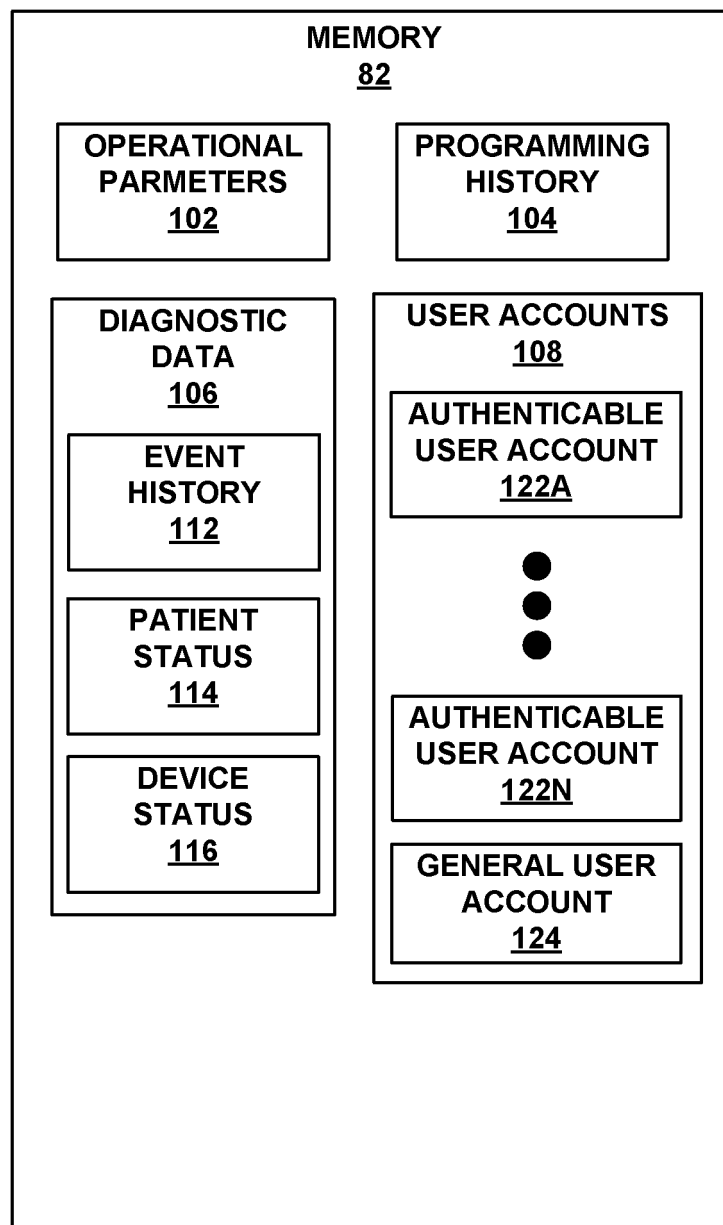 MEMORY
82
OPERATIONAL
PARMETERS
102
PROGRAMMING
HISTORY
104
DIAGNOSTIC
DATA
106
EVENT
HISTORY
112
PATIENT
STATUS
114
DEVICE
STATUS
116
USER ACCOUNTS
108
AUTHENTICABLE
USER ACCOUNT
122A
AUTHENTICABLE
USER ACCOUNT
122N
GENERAL USER
ACCOUNT
124